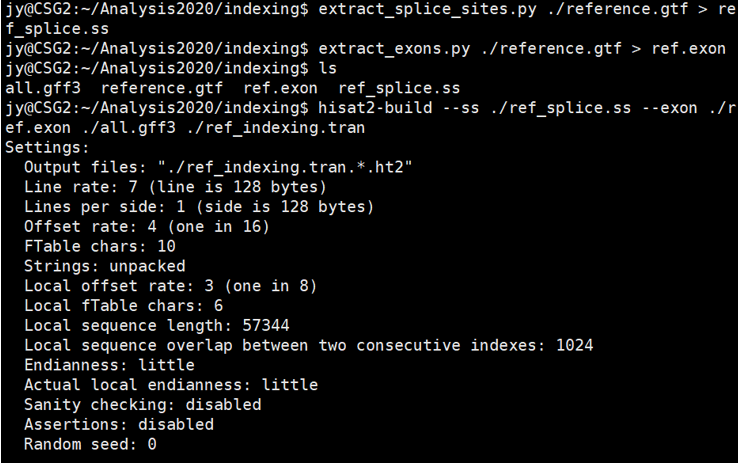 jy@CSG2:~/Analysis2020/indexing$ extract_splice_sites.py ./reference.gtf > re
f_splice.ss
jy@CSG2:~/Analysis2020/indexing$ extract_exons.py ./reference.gtf > ref.exon
jy@CSG2:~/Analysis2020/indexing$ ls
all.gff3  reference.gtf  ref.exon  ref_splice.ss
jy@CSG2:~/Analysis2020/indexing$ hisat2-build --ss ./ref_splice.ss --exon ./r
ef.exon ./all.gff3 ./ref_indexing.tran
Settings:
  Output files: "./ref_indexing.tran.*.ht2"
  Line rate: 7 (line is 128 bytes)
  Lines per side: 1 (side is 128 bytes)
  Offset rate: 4 (one in 16)
  FTable chars: 10
  Strings: unpacked
  Local offset rate: 3 (one in 8)
  Local fTable chars: 6
  Local sequence length: 57344
  Local sequence overlap between two consecutive indexes: 1024
  Endianness: little
  Actual local endianness: little
  Sanity checking: disabled
  Assertions: disabled
  Random seed: 0